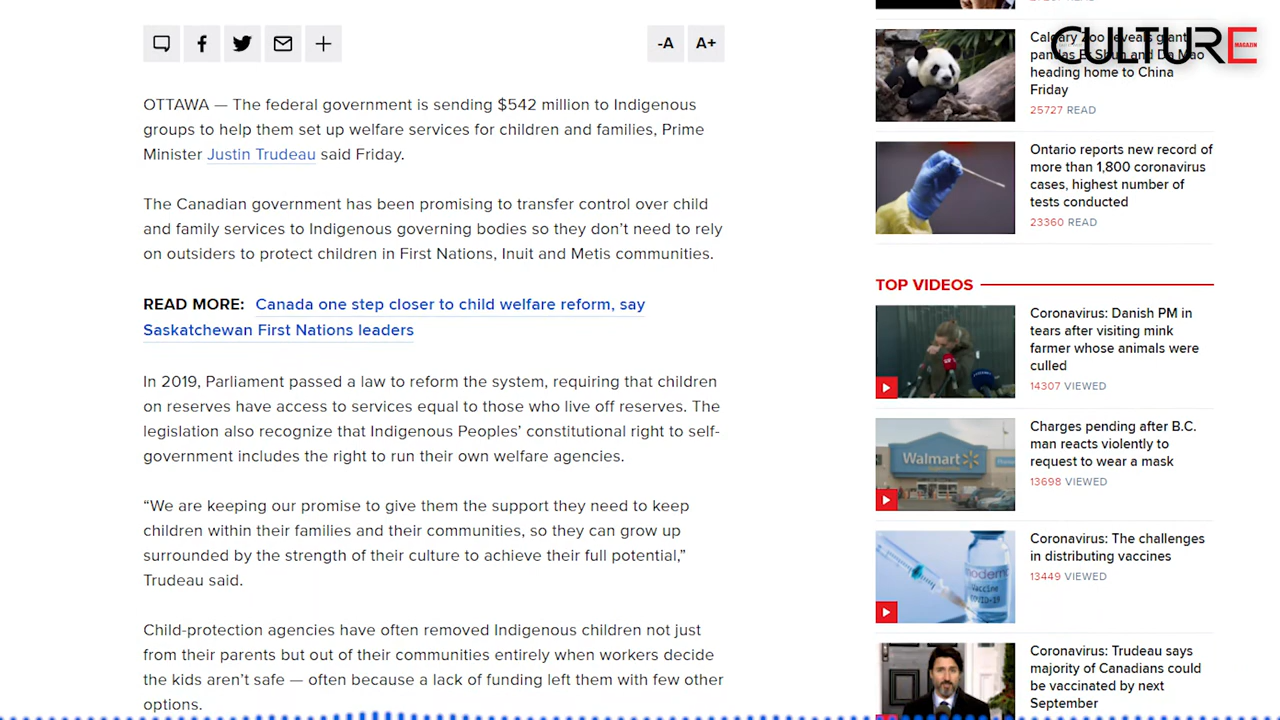 -A A+
OTTAWA — The federal government is sending $542 million to Indigenous
groups to help them set up welfare services for children and families, Prime
Minister Justin Trudeau said Friday.
The Canadian government has been promising to transfer control over child
and family services to Indigenous governing bodies so they don't need to rely
on outsiders to protect children in First Nations, Inuit and Metis communities.
READ MORE: Canada one step closer to child welfare reform, say
Saskatchewan First Nations leaders
In 2019, Parliament passed a law to reform the system, requiring that children
on reserves have access to services equal to those who live off reserves. The
legislation also recognize that Indigenous Peoples' constitutional right to self-
government includes the right to run their own welfare agencies.
“We are keeping our promise to give them the support they need to keep
children within their families and their communities, so they can grow up
surrounded by the strength of their culture to achieve their full potential,”
Trudeau said.
Child protection agencies have often removed Indigenous children not just
from their homes but out of their communities entirely when workers decide
the kids aren't safe — often because a lack of funding left them with few other
options.
CULTURE
MAGAZIN
Calgary Zoo reveals giant
pandas Er Shun and Da Mao
heading home to China
Friday
25727 READ
Ontario reports new record of
more than 1,800 coronavirus
cases, highest number of
tests conducted
23360 READ
TOP VIDEOS
Coronavirus: Danish PM in
tears after visiting mink
farmer whose animals were
culled
14307 VIEWED
Walmart
Charges pending after B.C.
man reacts violently to
request to wear a mask
13698 VIEWED
moderna
Vaccine
COVID-19
Coronavirus: The challenges
in distributing vaccines
13449 VIEWED
Coronavirus: Trudeau says
majority of Canadians could
be vaccinated by next
September